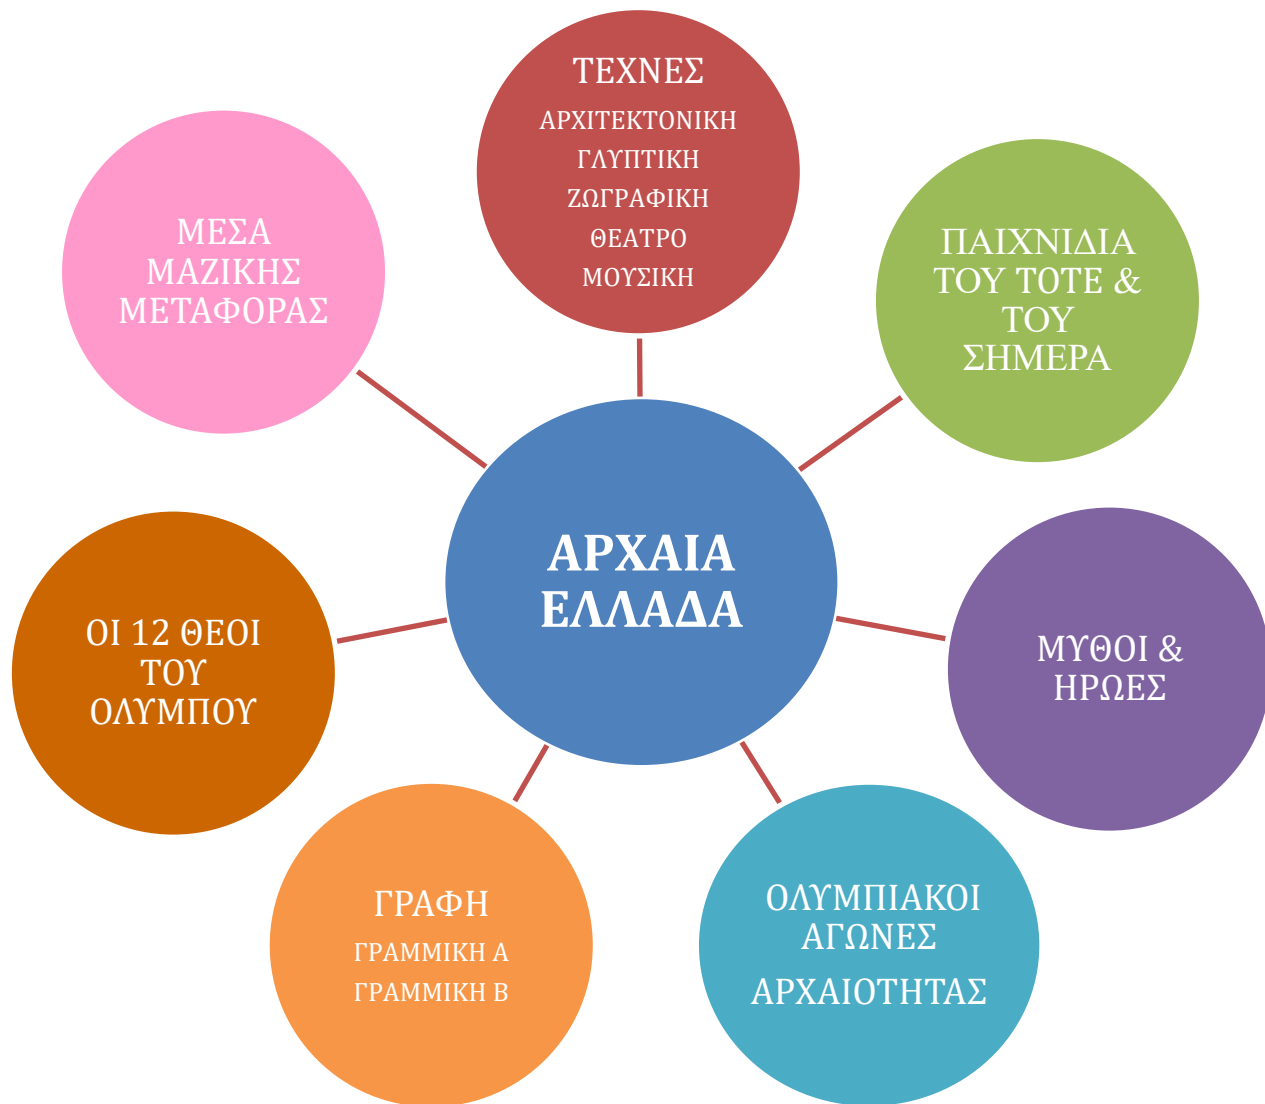 ΤΕΧΝΕΣ
ΑΡΧΙΤΕΚΤΟΝΙΚΗ
ΓΛΥΠΤΙΚΗ
ΖΩΓΡΑΦΙΚΗ
ΘΕΑΤΡΟ
ΜΟΥΣΙΚΗ
ΠΑΙΧΝΙΔΙΑ
ΤΟΥ ΤΟΤΕ &
ΤΟΥ
ΣΗΜΕΡΑ
ΜΥΘΟΙ &
ΗΡΩΕΣ
ΟΛΥΜΠΙΑΚΟΙ
ΑΓΩΝΕΣ
ΑΡΧΑΙΟΤΗΤΑΣ
ΓΡΑΦΗ
ΓΡΑΜΜΙΚΗ Α
ΓΡΑΜΜΙΚΗ Β
ΟΙ 12 ΘΕΟΙ
ΤΟΥ
ΟΛΥΜΠΟΥ
ΜΕΣΑ
ΜΑΖΙΚΗΣ
ΜΕΤΑΦΟΡΑΣ
ΑΡΧΑΙΑ
ΕΛΛΑΔΑ